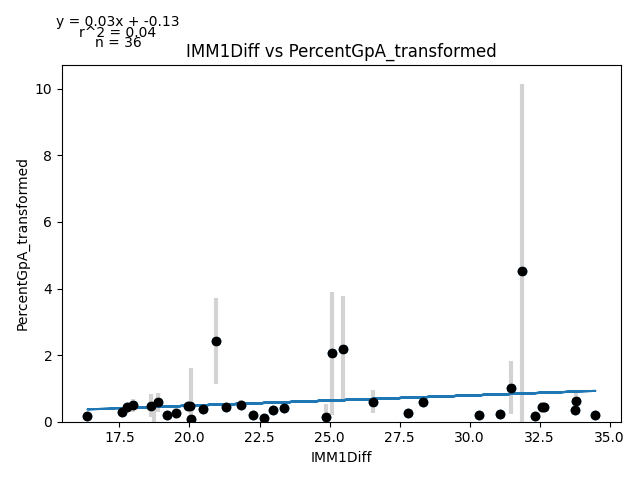 y = 0.03x + -0.13
r^2 = 0.04
n = 36
IMM1Diff vs PercentGpA_transformed
10
8
6
4
2
0
PercentGpA_transformed
17.5 20.0 22.5 25.0 27.5 30.0 32.5 35.0
IMM1Diff